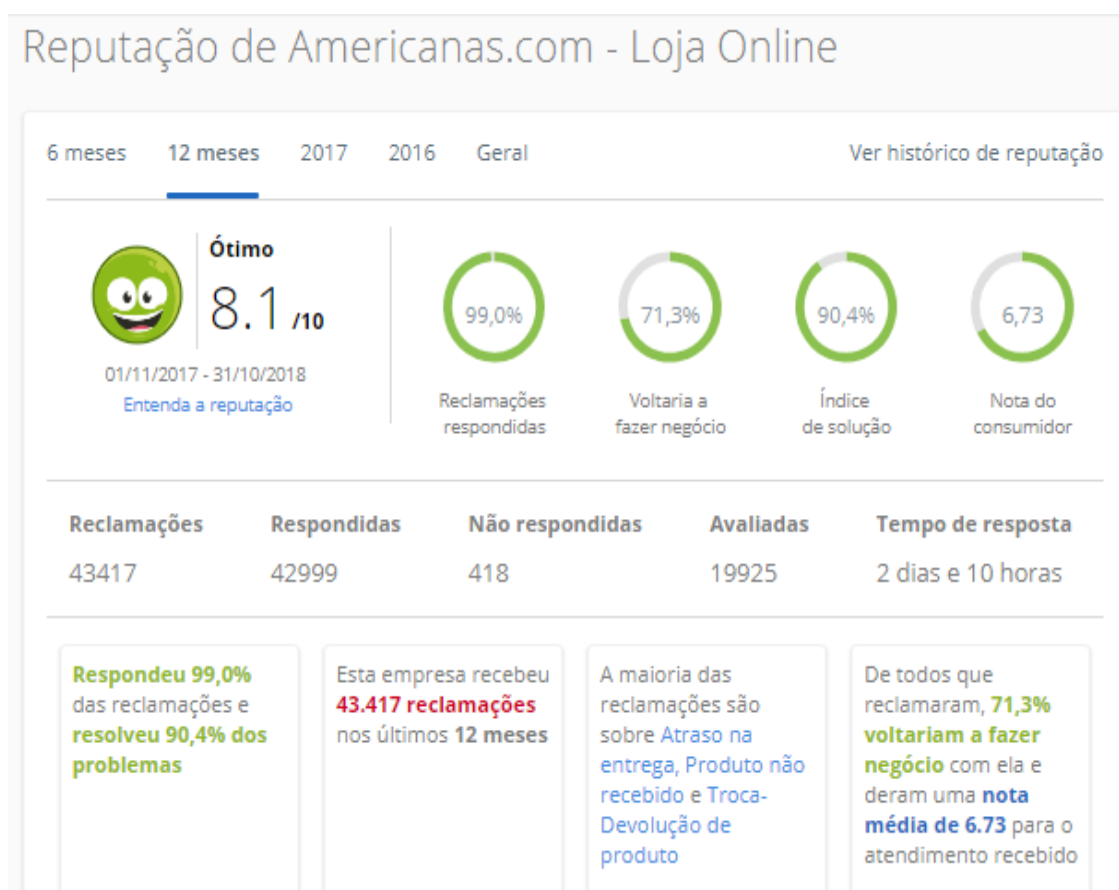 Reputação de Americanas.com - Loja Online
6 meses 12 meses 2017 2016 Geral Ver histórico de reputação
Ótimo
8.1 /10
01/11/2017 - 31/10/2018
Entenda a reputação
99,0%
Reclamações
respondidas
71,3%
Voltaria a
fazer negócio
90,4%
Índice
de solução
6,73
Nota do
consumidor
Reclamações Respondidas Não respondidas Avaliadas Tempo de resposta
43417 42999 418 19925 2 dias e 10 horas
Respondeu 99,0%
das reclamações e
resolveu 90,4% dos
problemas
Esta empresa recebeu
43.417 reclamações
nos últimos 12 meses
A maioria das
reclamações são
sobre Atraso na
entrega, Produto não
recebido e Troca-
Devolução de
produto
De todos que
reclamaram, 71,3%
voltariam a fazer
negócio com ela e
deram uma nota
média de 6.73 para o
atendimento recebido